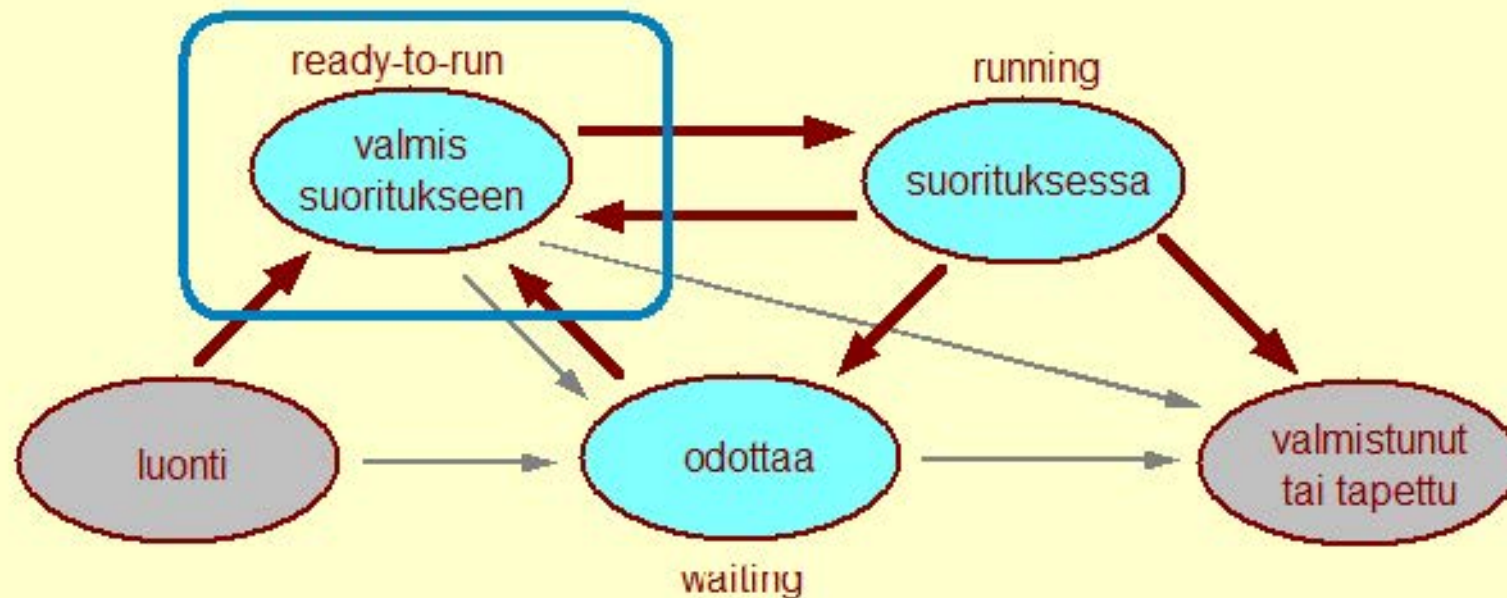 ready-to-run
running
valmis
suoritukseen
suorituksessa
luonti
odottaa
valmistunut
tai tapettu
waiting